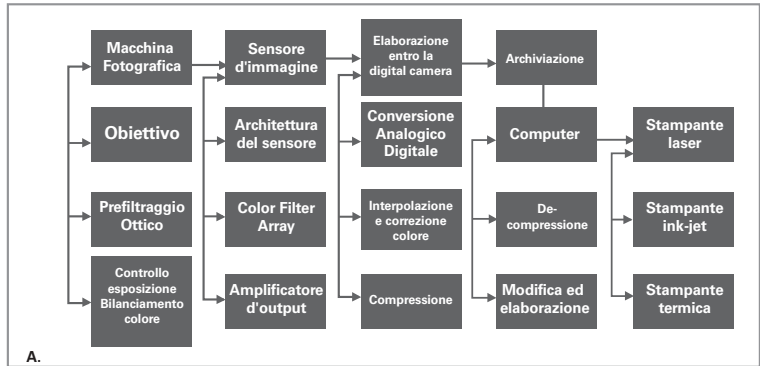 Macchina
Fotografica
Sensore
d'immagine
Elaborazione
entro la
digital camera
Archiviazione
Obiettivo
Architettura
del sensore
Conversione
Analogico
Digitale
Computer
Stampante
laser
Prefiltraggio
Ottico
Color Filter
Array
Interpolazione
e correzione
colore
De-
compressione
Stampante
ink-jet
Controllo
esposizione
Bilanciamento
colore
Amplificatore
d'output
Compressione
Modifica ed
elaborazione
Stampante
termica
A.